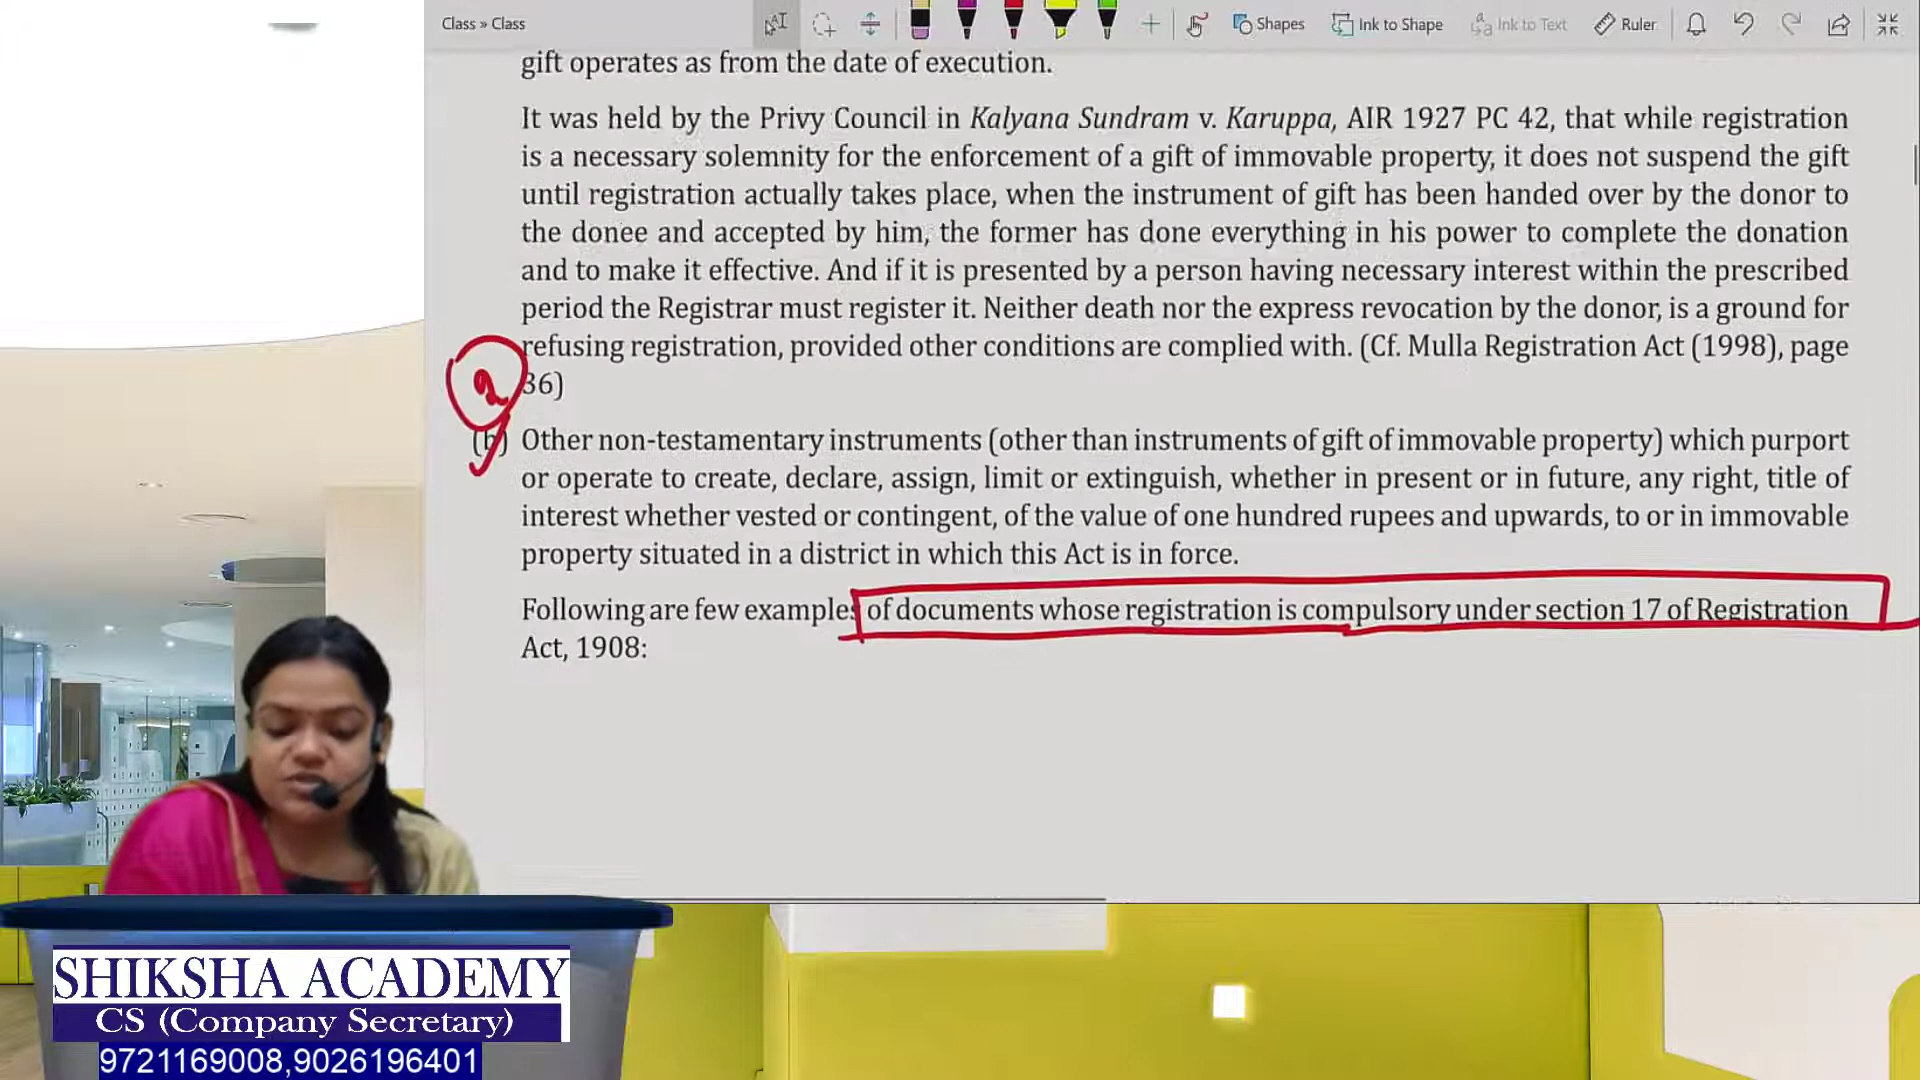 Class » Class
Shapes
Ink to Shape
Ink to Text
Ruler
gift operates as from the date of execution.
It was held by the Privy Council in Kalyana Sundram v. Karuppa, AIR 1927 PC 42, that while registration
is a necessary solemnity for the enforcement of a gift of immovable property, it does not suspend the gift
until registration actually takes place, when the instrument of gift has been handed over by the donor to
the donee and accepted by him, the former has done everything in his power to complete the donation
and to make it effective. And if it is presented by a person having necessary interest within the prescribed
period the Registrar must register it. Neither death nor the express revocation by the donor, is a ground for
refusing registration, provided other conditions are complied with. (Cf. Mulla Registration Act (1998), page
36)
2
(b) Other non-testamentary instruments (other than instruments of gift of immovable property) which purport
or operate to create, declare, assign, limit or extinguish, whether in present or in future, any right, title of
interest whether vested or contingent, of the value of one hundred rupees and upwards, to or in immovable
property situated in a district in which this Act is in force.
Following are few examples of documents whose registration is compulsory under section 17 of Registration
Act, 1908:
SHIKSHA ACADEMY
CS (Company Secretary)
9721169008,9026196401